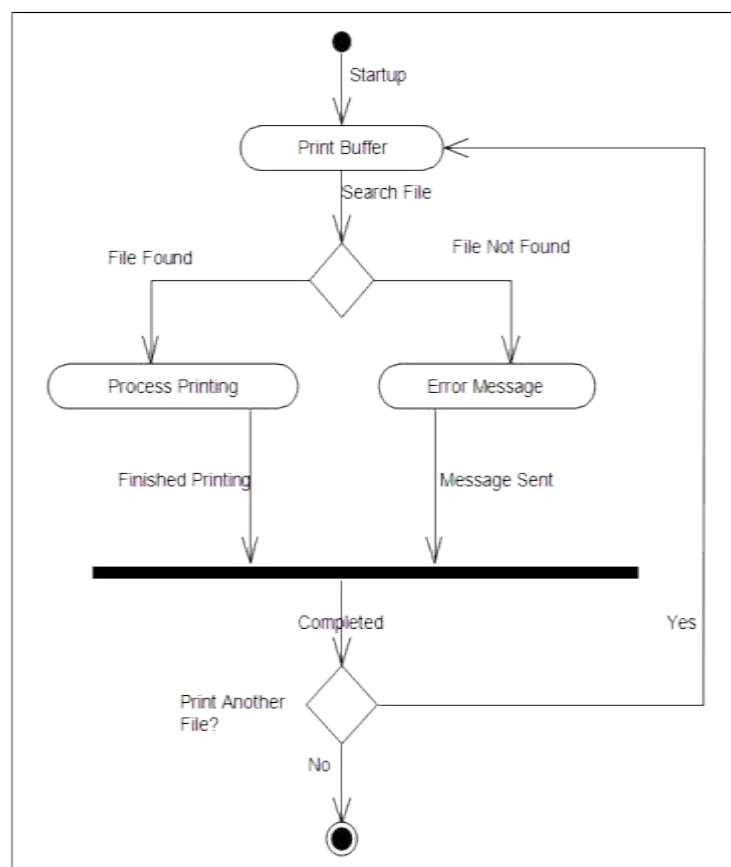 Startup
Print Buffer
Search File
File Found
File Not Found
Process Printing
Error Message
Finished Printing
Message Sent
Completed
Yes
Print Another
File?
No